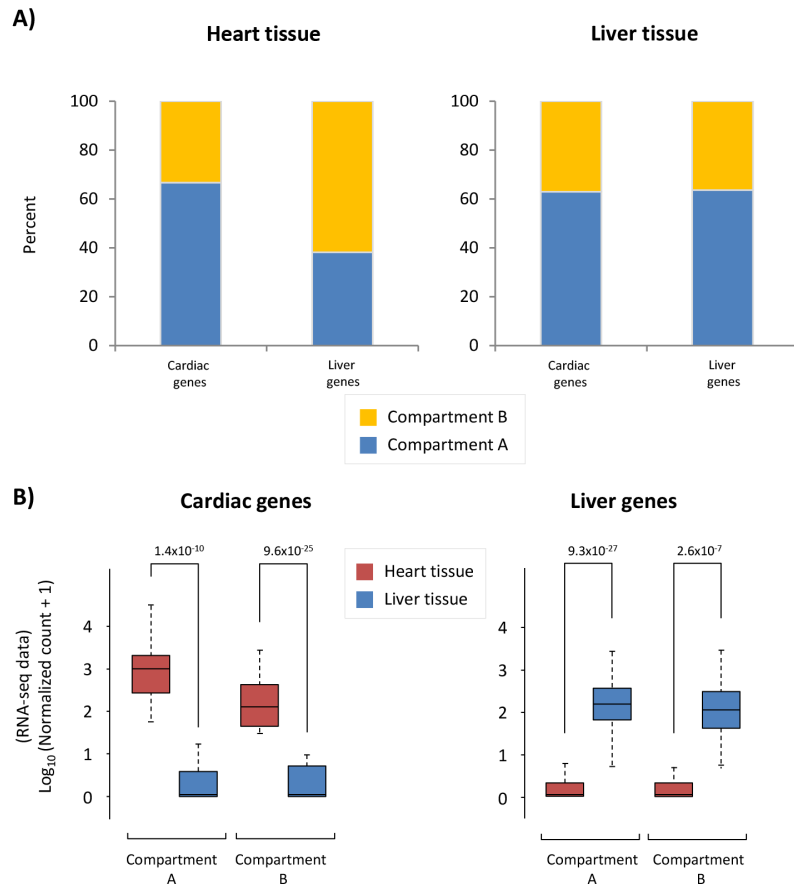 A)
Heart tissue
Liver tissue
Percent
100
80
60
40
20
0
Cardiac
genes
Liver
genes
100
80
60
40
20
0
Cardiac
genes
Liver
genes
Compartment B
Compartment A
B)
Cardiac genes
Liver genes
(RNA-seq data)
Log₁₀ (Normalized count + 1)
1.4x10⁻¹⁰
9.6x10⁻²⁵
4
3
2
1
0
Compartment
A
Compartment
B
Heart tissue
Liver tissue
9.3x10⁻²⁷
2.6x10⁻⁷
4
3
2
1
0
Compartment
A
Compartment
B